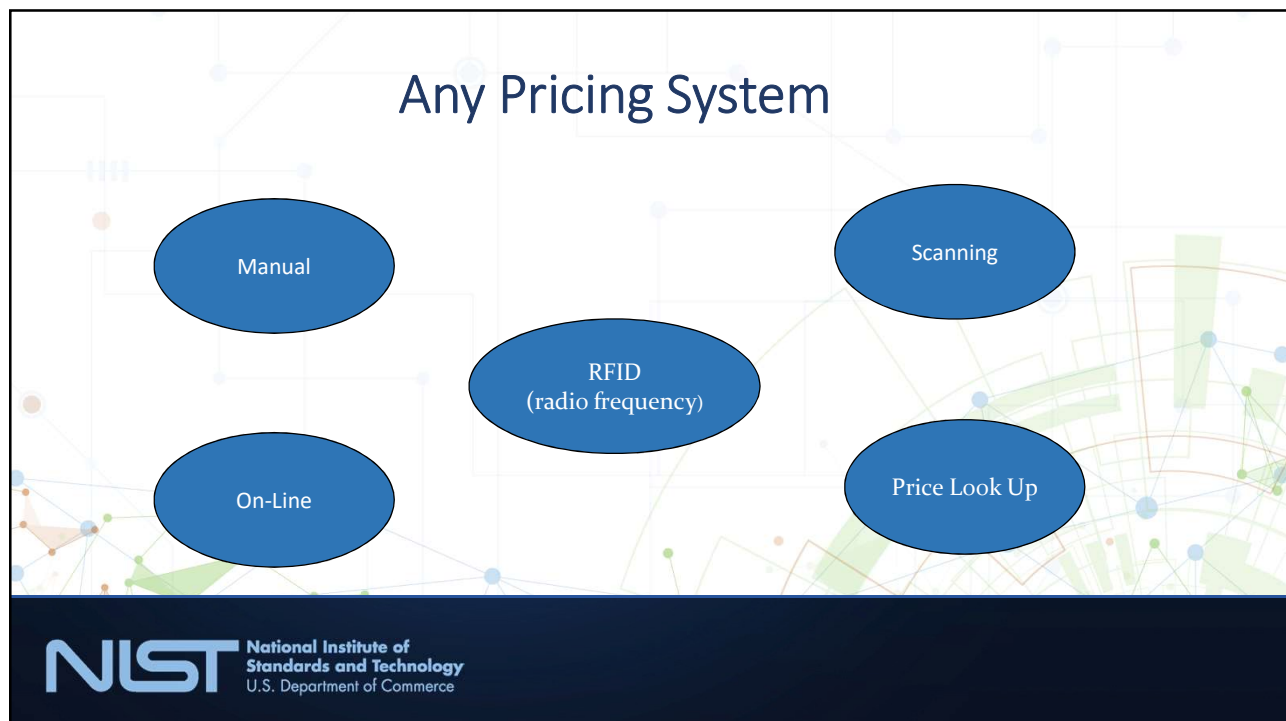 Any Pricing System
Manual
Scanning
RFID
(radio frequency)
On-Line
Price Look Up
NIST
National Institute of
Standards and Technology
U.S. Department of Commerce